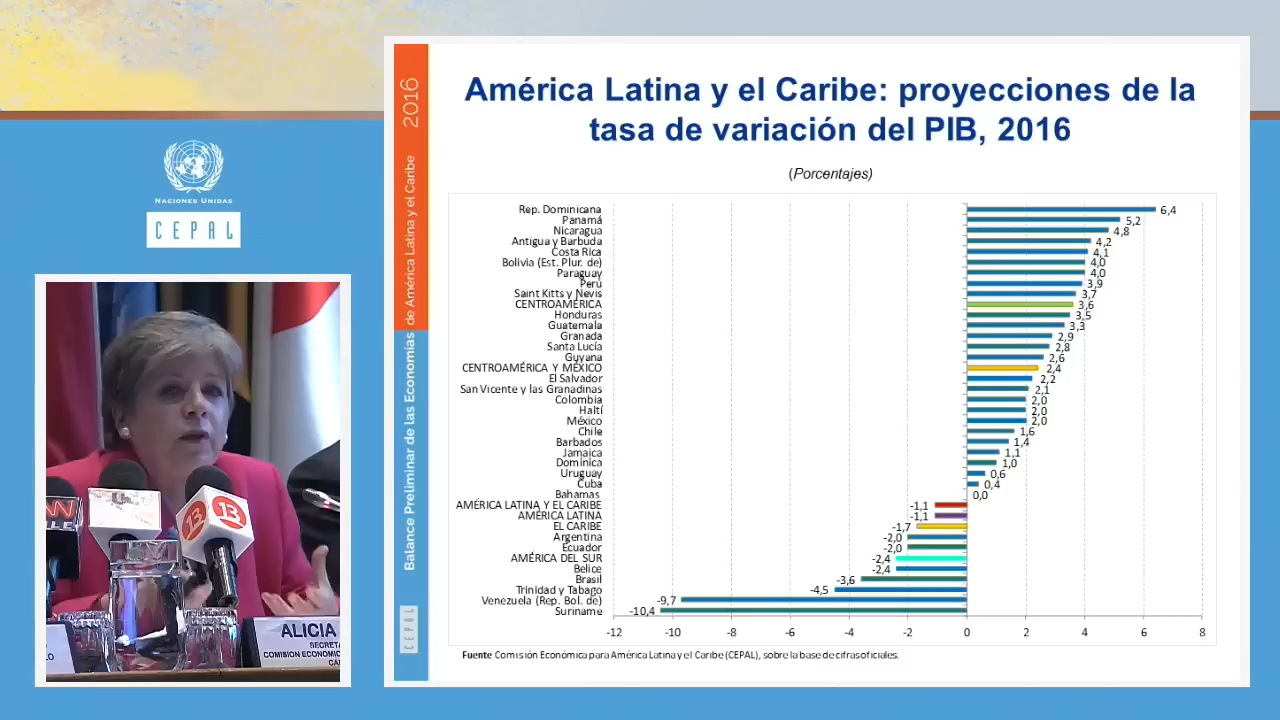 NACIONES UNIDAS
CEPAL
2016
Balance Preliminar de las Economías de América Latina y el Caribe
CEPAL
América Latina y el Caribe: proyecciones de la
tasa de variación del PIB, 2016
(Porcentajes)
Rep. Dominicana 6,4
Panamá 5,2
Nicaragua 4,8
Antigua y Barbuda 4,2
Costa Rica 4,1
Bolivia (Est. Plur. de) 4,0
Paraguay 4,0
Perú 3,9
Saint Kitts y Nevis 3,7
CENTROAMÉRICA 3,6
Honduras 3,5
Guatemala 3,3
Granada 2,9
Santa Lucía 2,8
Guyana 2,6
CENTROAMÉRICA Y MÉXICO 2,4
El Salvador 2,2
San Vicente y las Granadinas 2,1
Colombia 2,0
Haití 2,0
México 2,0
Chile 1,6
Barbados 1,4
Jamaica 1,1
Dominica 1,0
Uruguay 0,6
Cuba 0,4
Bahamas 0,0
AMÉRICA LATINA Y EL CARIBE -1,1
AMÉRICA LATINA -1,1
EL CARIBE -1,7
Argentina -2,0
Ecuador -2,0
AMÉRICA DEL SUR -2,4
Belice -2,4
Brasil -3,6
Trinidad y Tabago -4,5
Venezuela (Rep. Bol. de) -9,7
Suriname -10,4
-12 -10 -8 -6 -4 -2 0 2 4 6 8
Fuente Comisión Económica para América Latina y el Caribe (CEPAL), sobre la base de cifras oficiales.
13 13
ALICIA
SECRETA
COMISION ECONOMIC